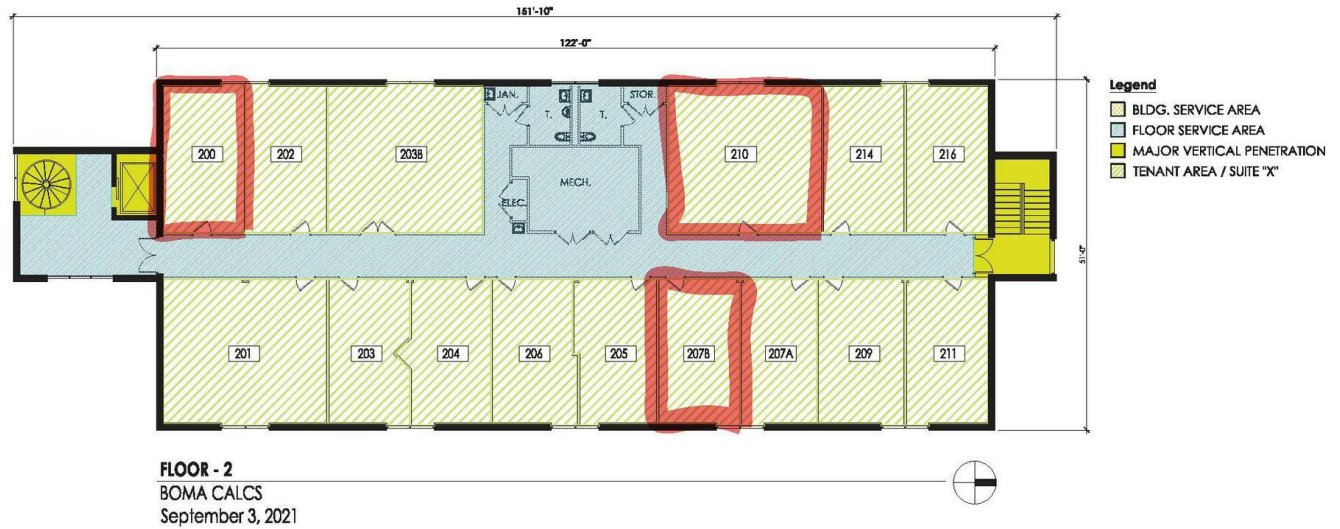 151'-10"
122'-0"
JAN.
T.
T.
STOR.
200
202
203B
210
214
216
MECH.
ELEC.
51'-0"
201
203
204
206
205
207B
207A
209
211
Legend
BLDG. SERVICE AREA
FLOOR SERVICE AREA
MAJOR VERTICAL PENETRATION
TENANT AREA / SUITE "X"
FLOOR - 2
BOMA CALCS
September 3, 2021